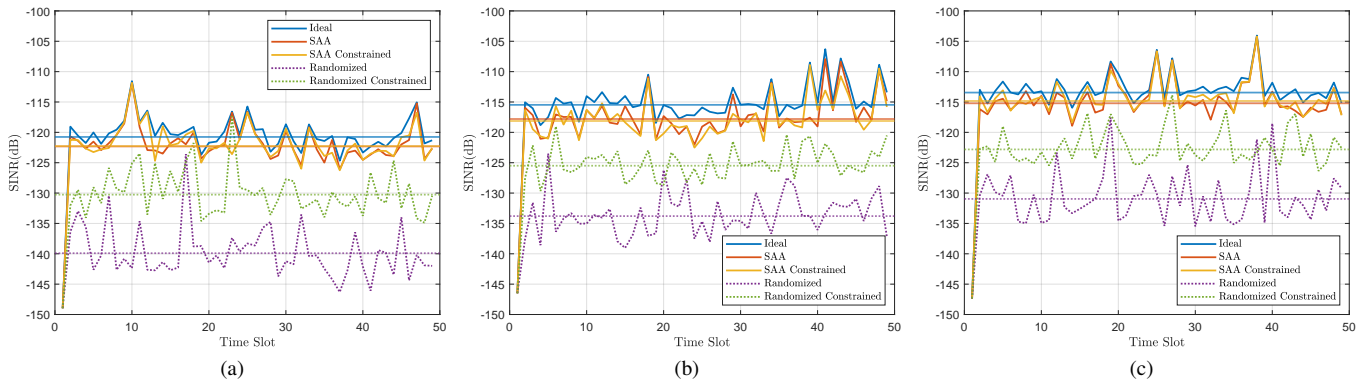 -100
-105
-110
-115
-120
-125
-130
-135
-140
-145
-150
SINR(dB)
0
10
20
30
40
50
Time Slot
Ideal
SAA
SAA Constrained
Randomized
Randomized Constrained
(a)
-100
-105
-110
-115
-120
-125
-130
-135
-140
-145
-150
SINR(dB)
0
10
20
30
40
50
Time Slot
Ideal
SAA
SAA Constrained
Randomized
Randomized Constrained
(b)
-100
-105
-110
-115
-120
-125
-130
-135
-140
-145
-150
SINR(dB)
0
10
20
30
40
50
Time Slot
Ideal
SAA
SAA Constrained
Randomized
Randomized Constrained
(c)